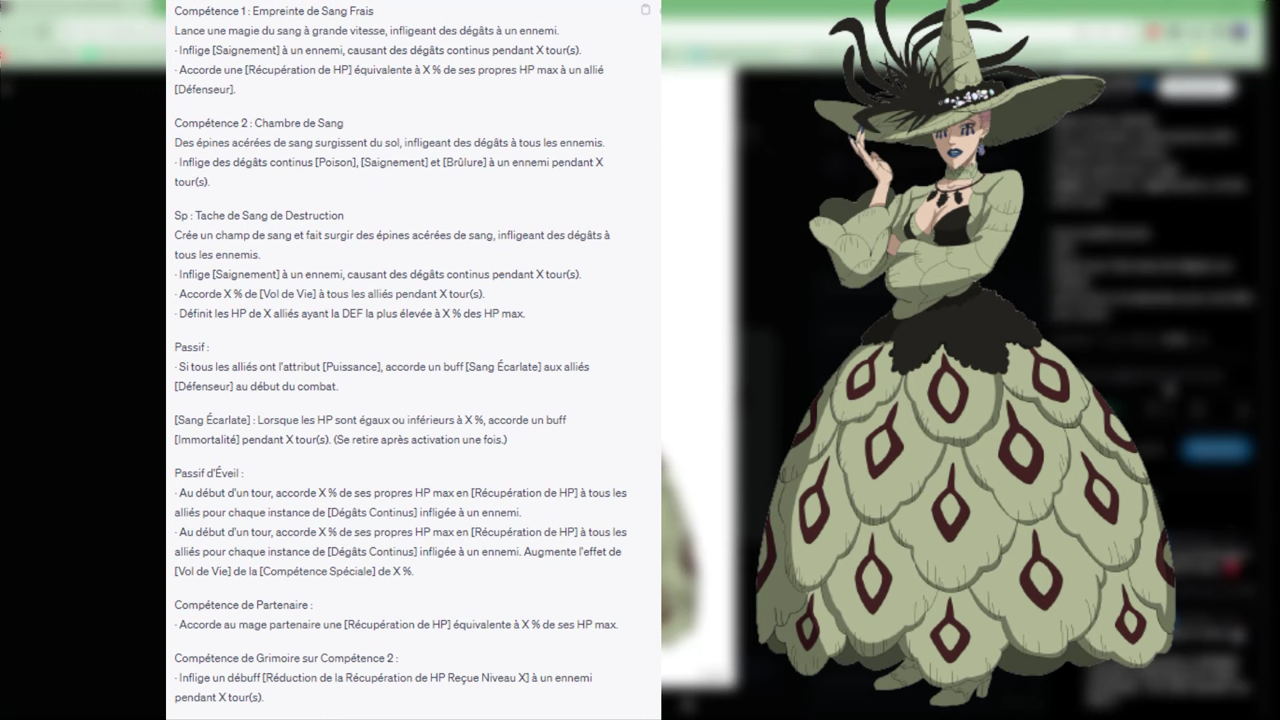 Compétence 1 : Empreinte de Sang Frais
Lance une magie du sang à grande vitesse, infligeant des dégâts à un ennemi.
· Inflige [Saignement] à un ennemi, causant des dégâts continus pendant X tour(s).
· Accorde une [Récupération de HP] équivalente à X % de ses propres HP max à un allié
[Défenseur].
Compétence 2 : Chambre de Sang
Des épines acérées de sang surgissent du sol, infligeant des dégâts à tous les ennemis.
· Inflige des dégâts continus [Poison], [Saignement] et [Brûlure] à un ennemi pendant X
tour(s).
Sp : Tache de Sang de Destruction
Crée un champ de sang et fait surgir des épines acérées de sang, infligeant des dégâts à
tous les ennemis.
· Inflige [Saignement] à un ennemi, causant des dégâts continus pendant X tour(s).
· Accorde X % de [Vol de Vie] à tous les alliés pendant X tour(s).
· Définit les HP de X alliés ayant la DEF la plus élevée à X % des HP max.
Passif :
· Si tous les alliés ont l'attribut [Puissance], accorde un buff [Sang Écarlate] aux alliés
[Défenseur] au début du combat.
[Sang Écarlate] : Lorsque les HP sont égaux ou inférieurs à X %, accorde un buff
[Immortalité] pendant X tour(s). (Se retire après activation une fois.)
Passif d'Éveil :
· Au début d'un tour, accorde X % de ses propres HP max en [Récupération de HP] à tous les
alliés pour chaque instance de [Dégâts Continus] infligée à un ennemi.
· Au début d'un tour, accorde X % de ses propres HP max en [Récupération de HP] à tous les
alliés pour chaque instance de [Dégâts Continus] infligée à un ennemi. Augmente l'effet de
[Vol de Vie] de la [Compétence Spéciale] de X %.
Compétence de Partenaire :
· Accorde au mage partenaire une [Récupération de HP] équivalente à X % de ses HP max.
Compétence de Grimoire sur Compétence 2 :
· Inflige un débuff [Réduction de la Récupération de HP Reçue Niveau X] à un ennemi
pendant X tour(s).